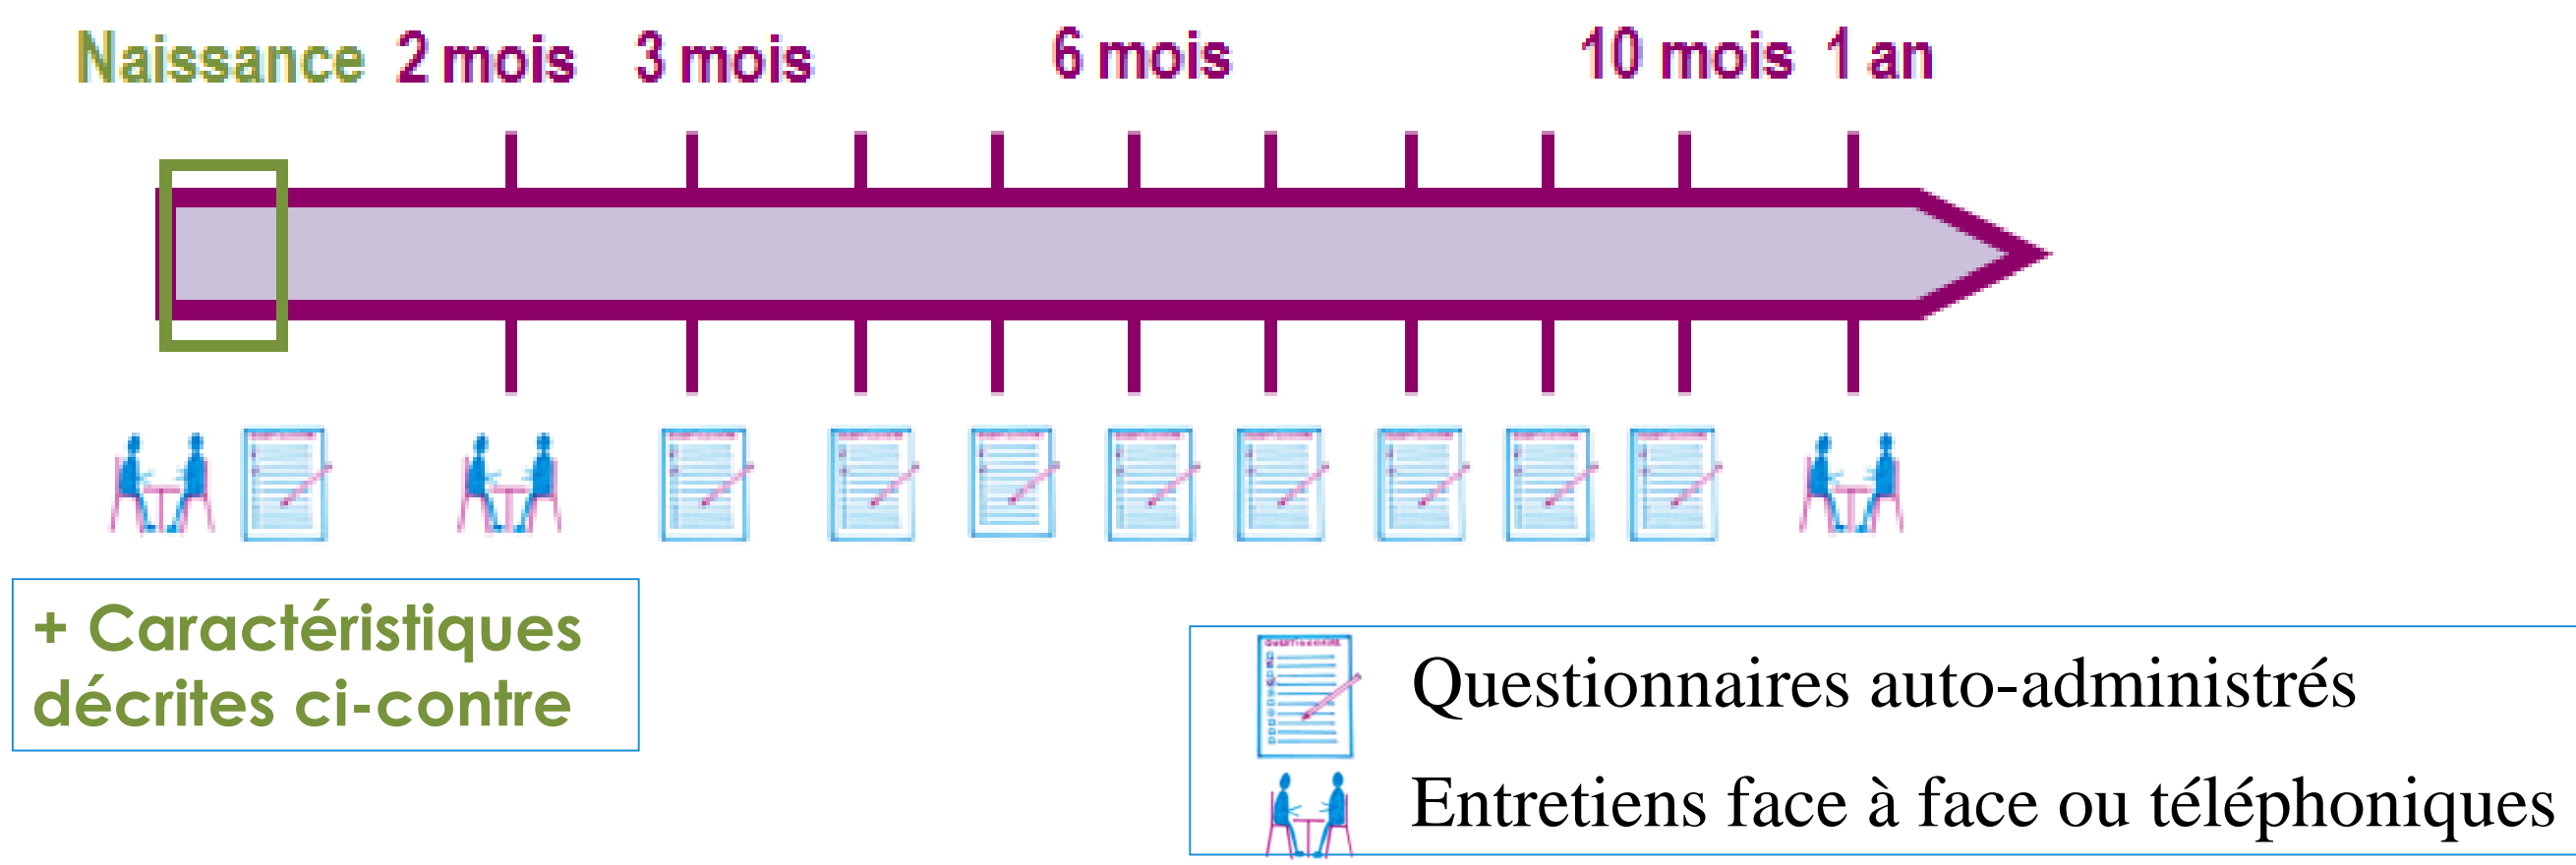 Naissance 2 mois 3 mois 6 mois 10 mois 1 an
+ Caractéristiques
décrites ci-contre
QUESTIONNAIRE
Questionnaires auto-administrés
Entretiens face à face ou téléphoniques